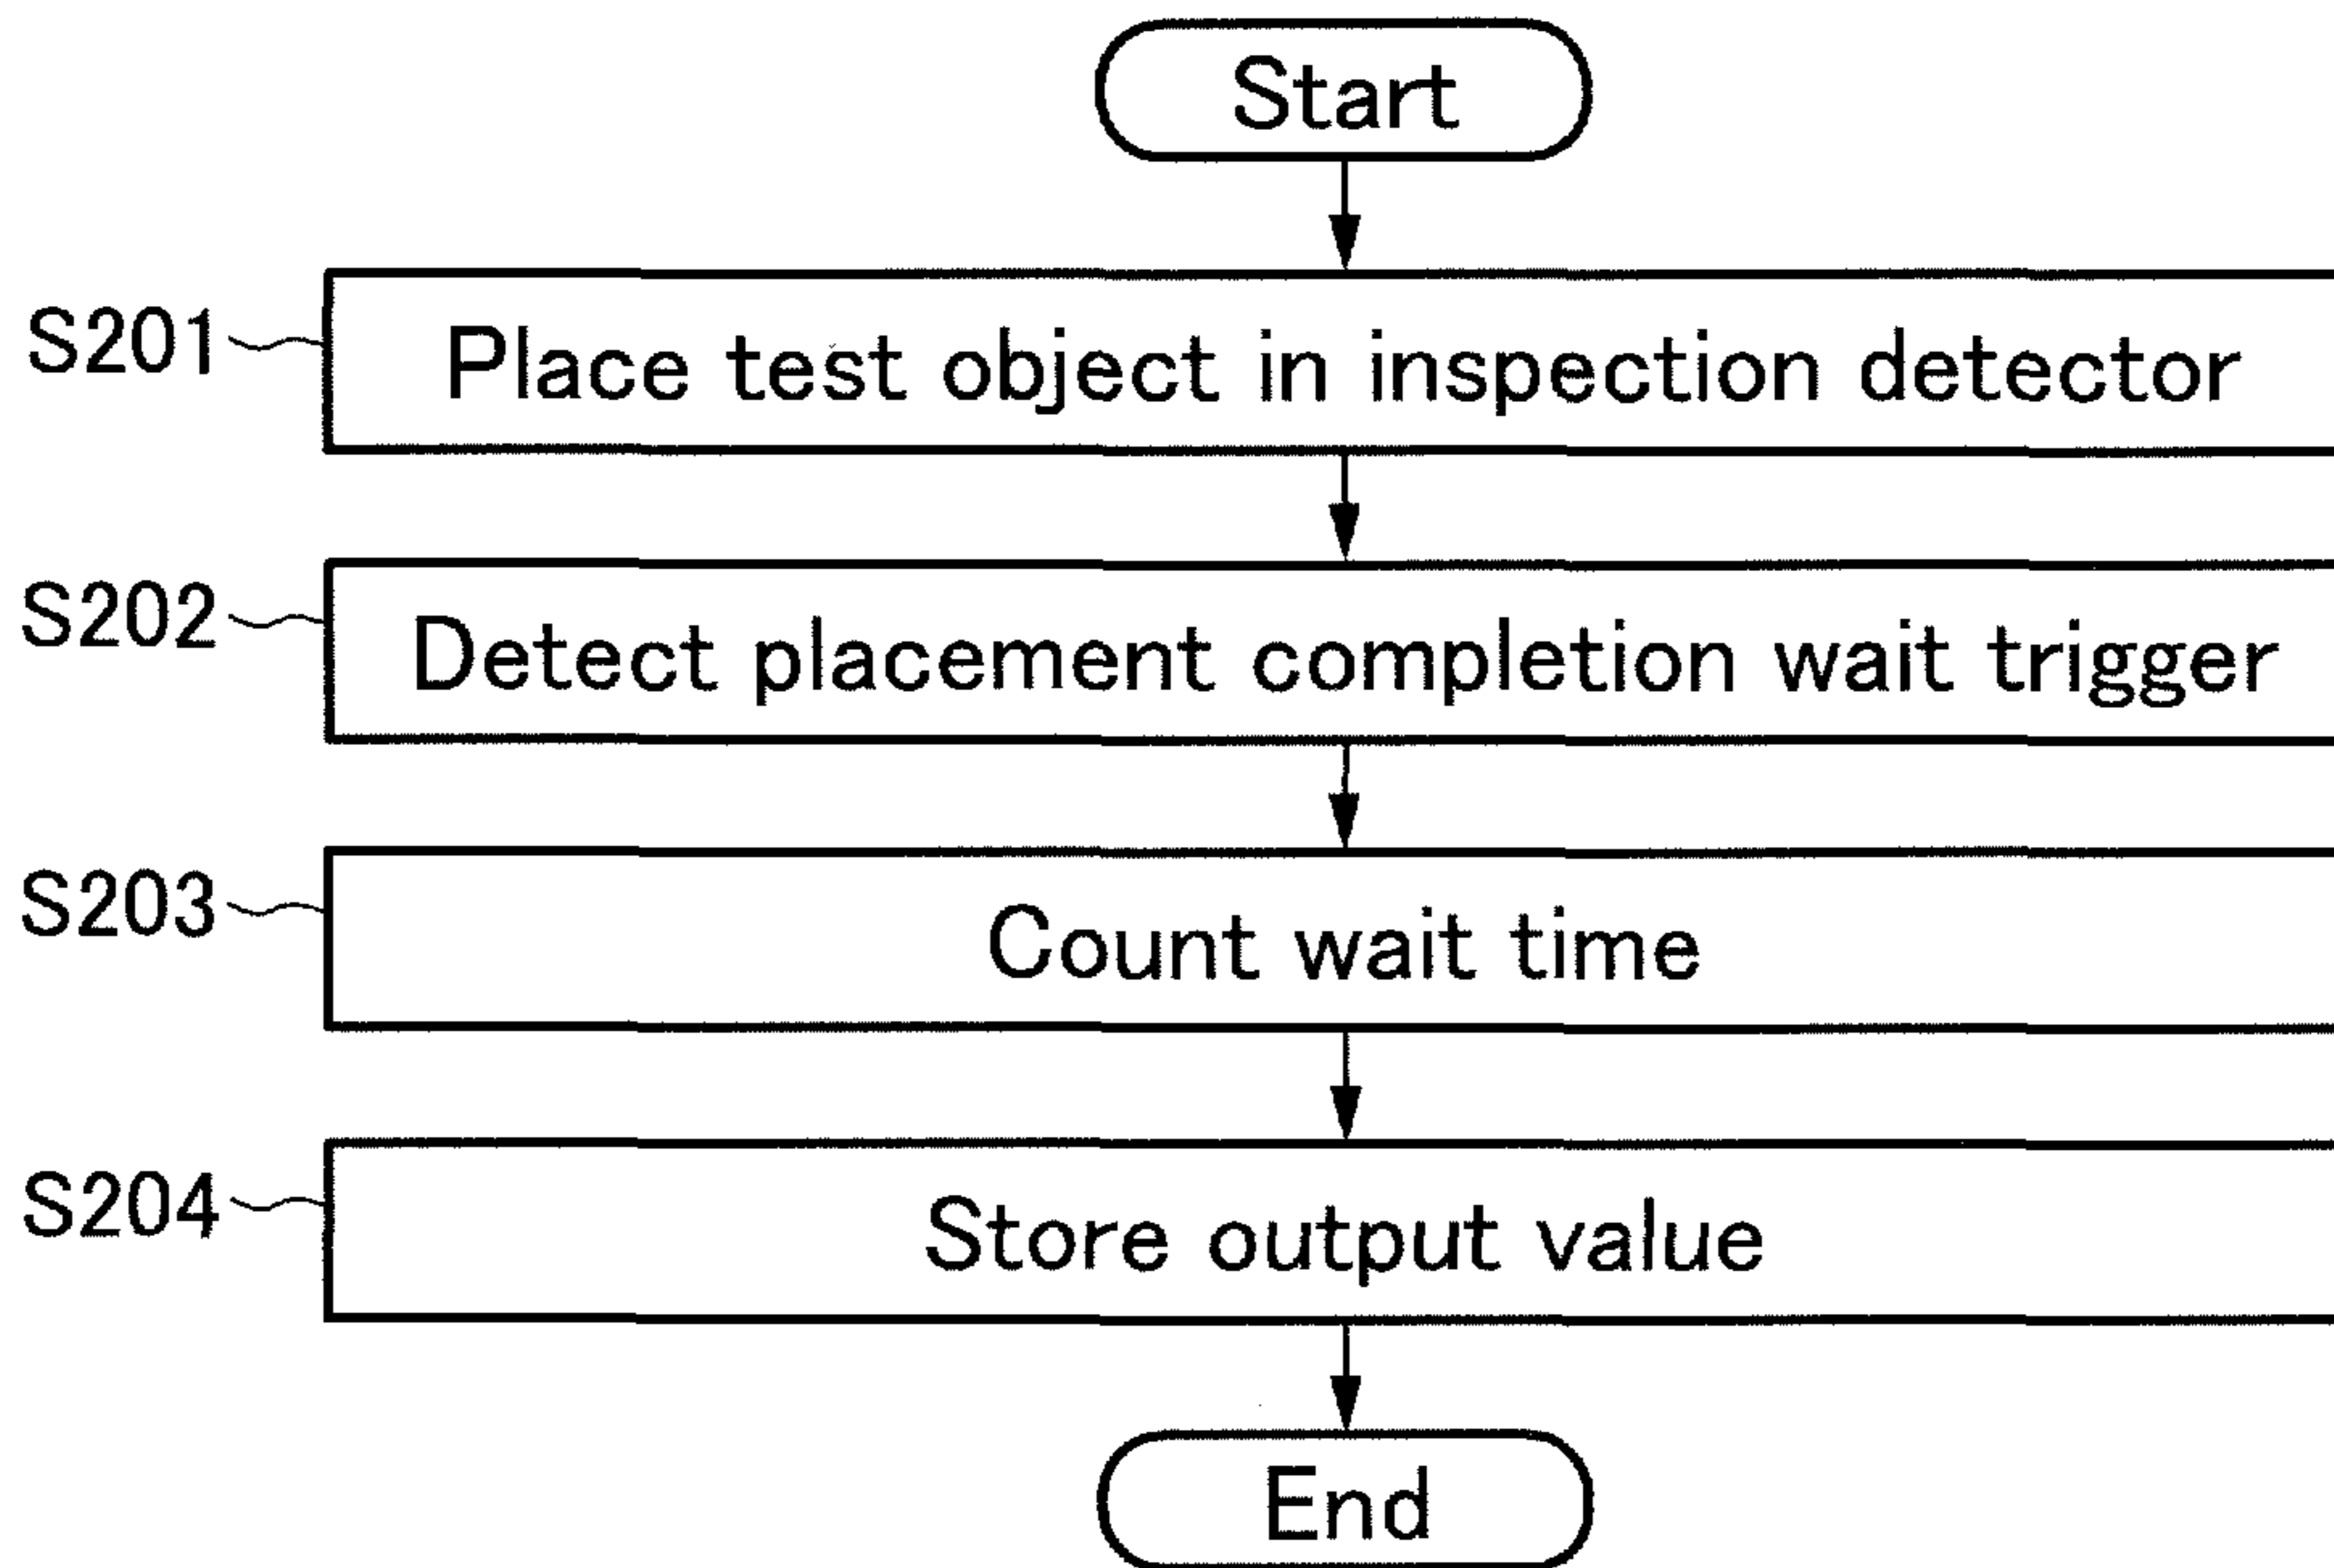 Start
S201 Place test object in inspection detector
S202 Detect placement completion wait trigger
S203 Count wait time
S204 Store output value
End